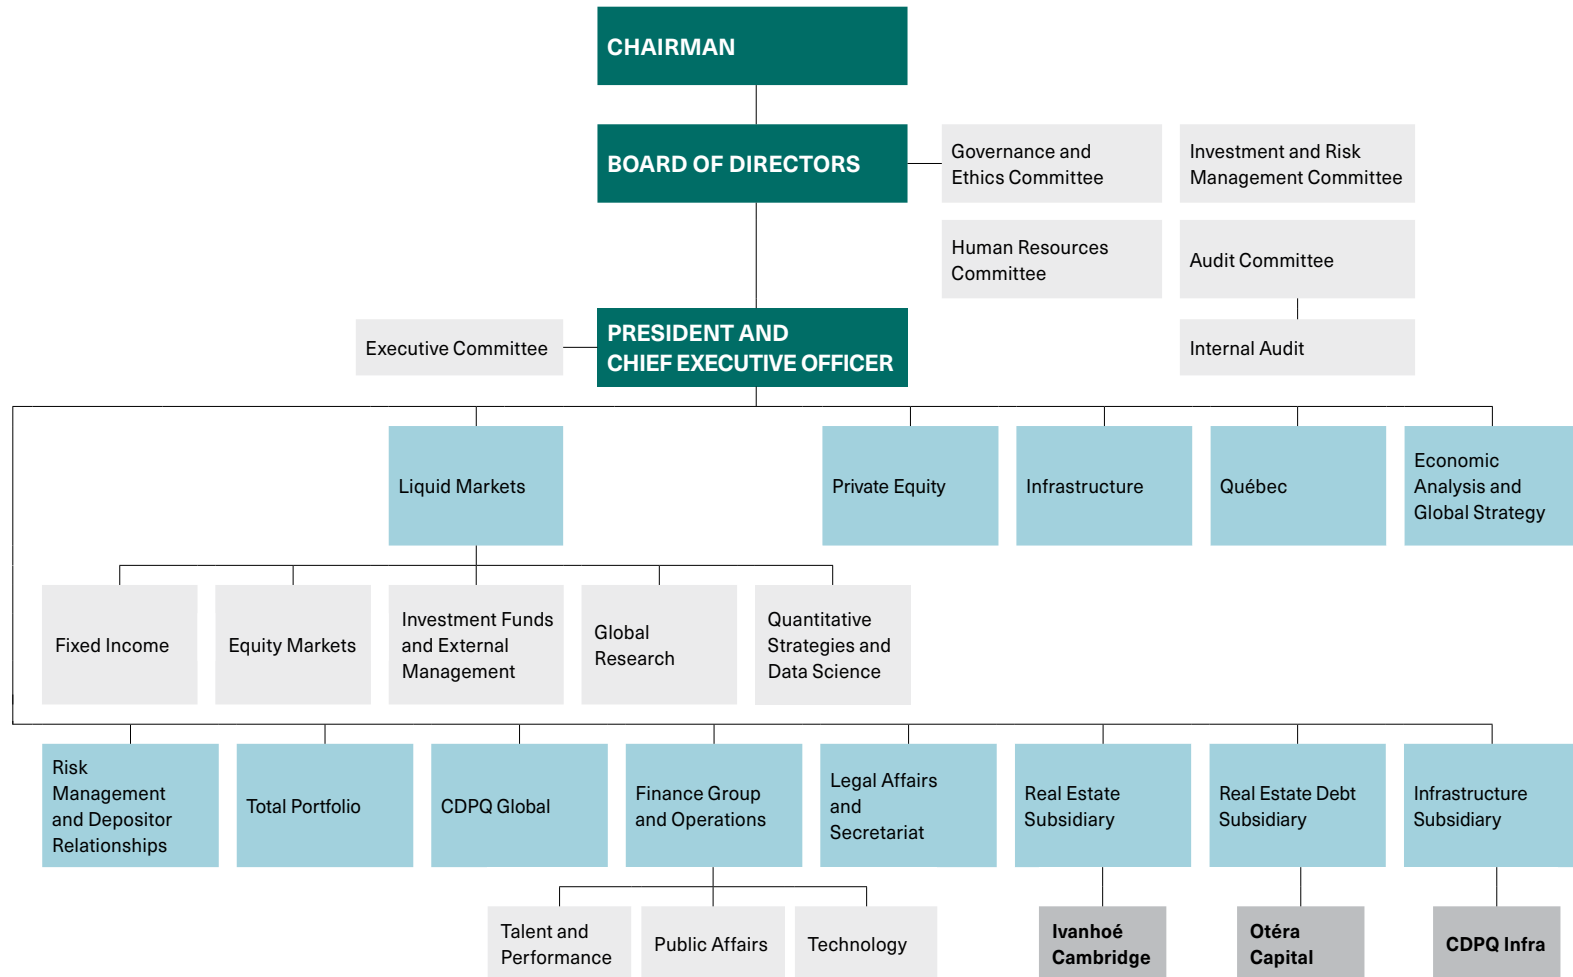 CHAIRMAN
BOARD OF DIRECTORS
Governance and
Ethics Committee
Investment and Risk
Management Committee
Human Resources
Committee
Audit Committee
Executive Committee
PRESIDENT AND
CHIEF EXECUTIVE OFFICER
Internal Audit
Liquid Markets
Private Equity
Infrastructure
Québec
Economic
Analysis and
Global Strategy
Fixed Income
Equity Markets
Investment Funds
and External
Management
Global
Research
Quantitative
Strategies and
Data Science
Risk
Management
and Depositor
Relationships
Total Portfolio
CDPQ Global
Finance Group
and Operations
Legal Affairs
and
Secretariat
Real Estate
Subsidiary
Real Estate Debt
Subsidiary
Infrastructure
Subsidiary
Talent and
Performance
Public Affairs
Technology
Ivanhoé
Cambridge
Otéra
Capital
CDPQ Infra